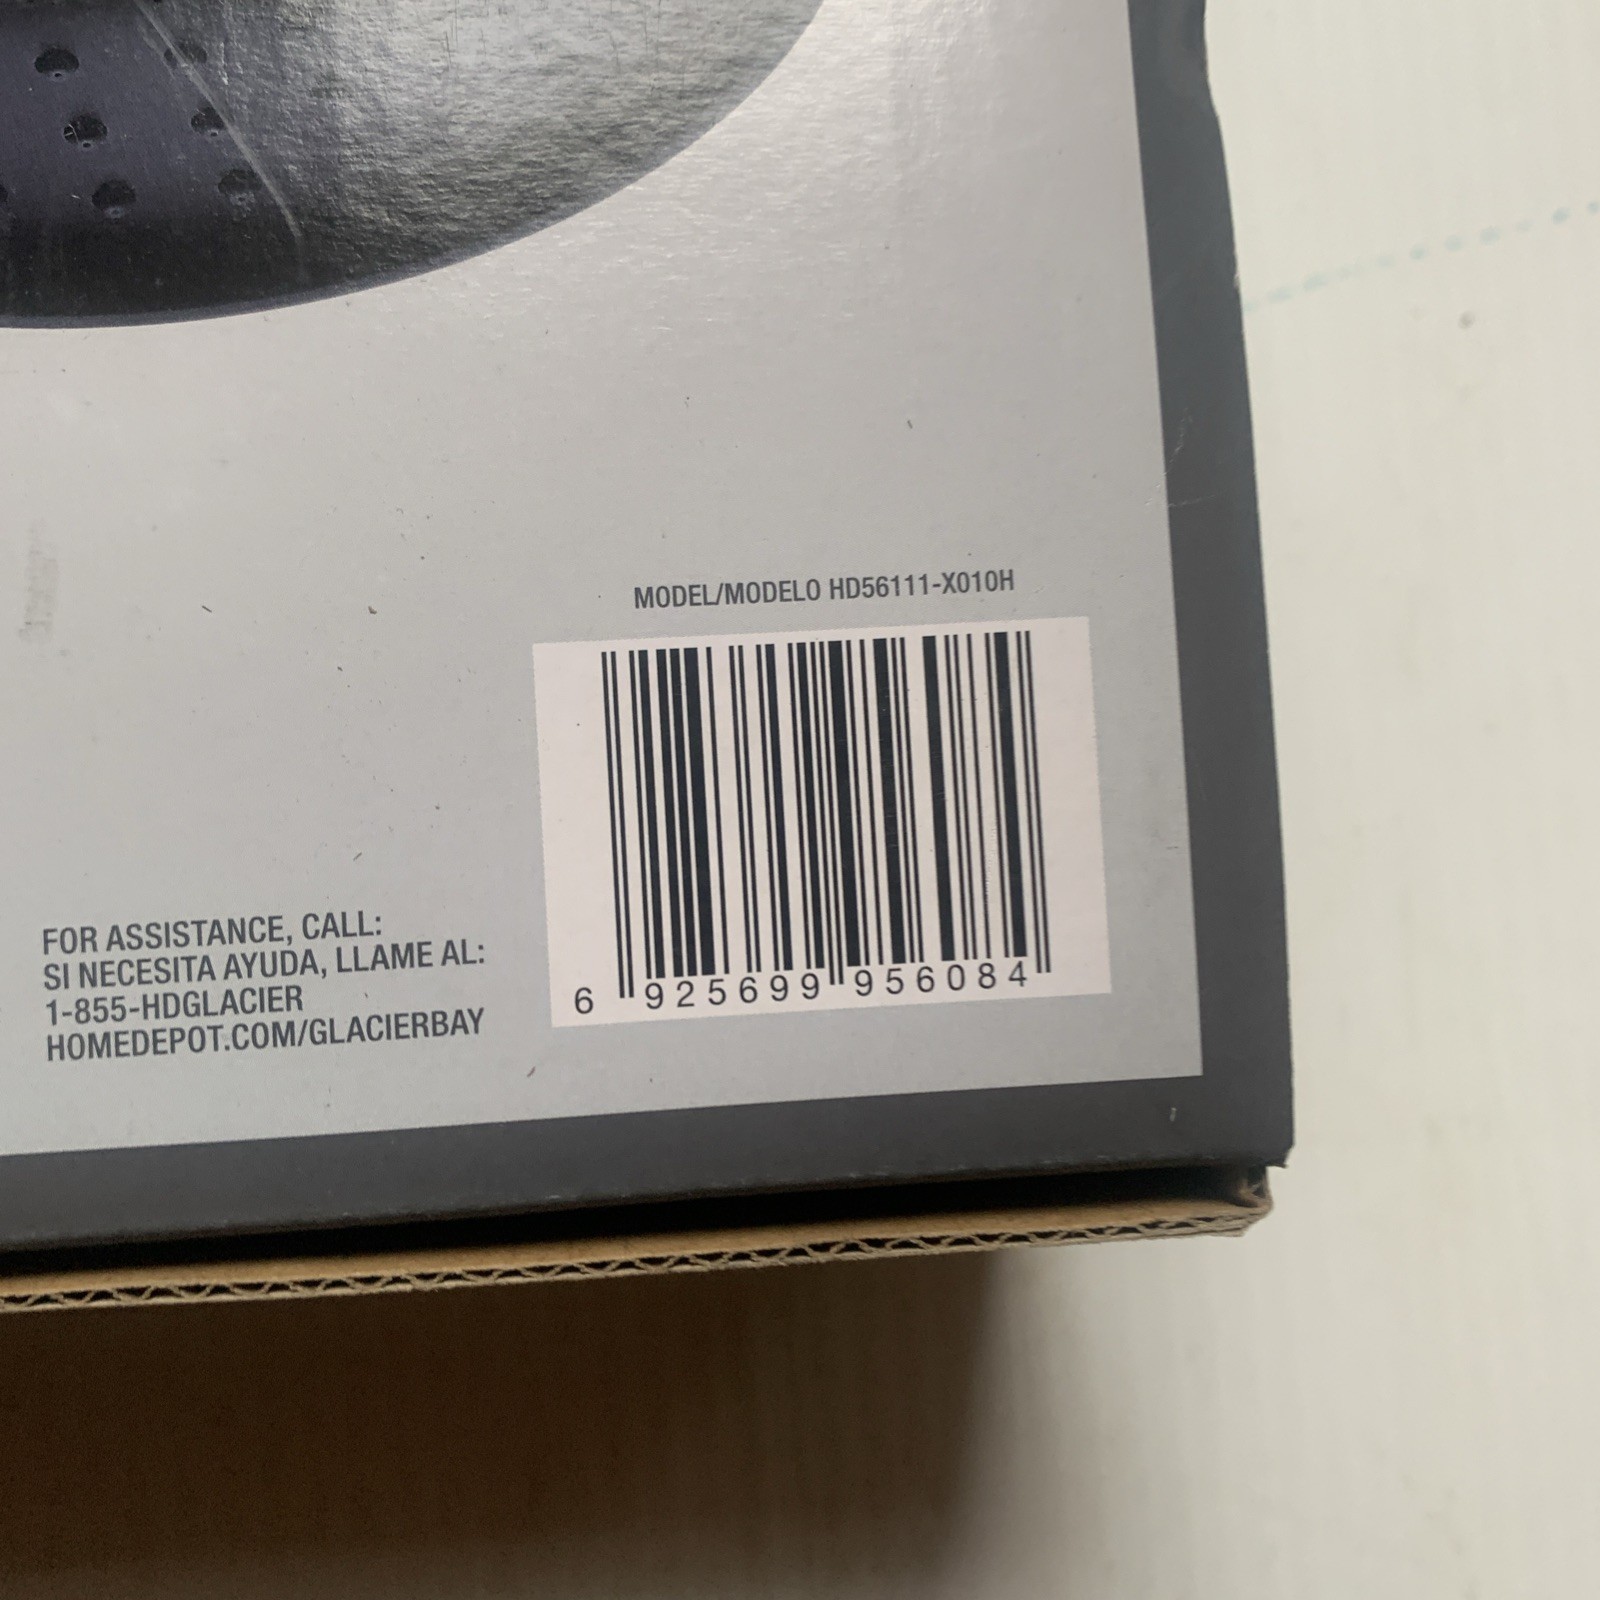 MODEL/MODELO HD56111-X010H
6 925699 956084
FOR ASSISTANCE, CALL:
SI NECESITA AYUDA, LLAME AL:
1-855-HDGLACIER
HOMEDEPOT.COM/GLACIERBAY